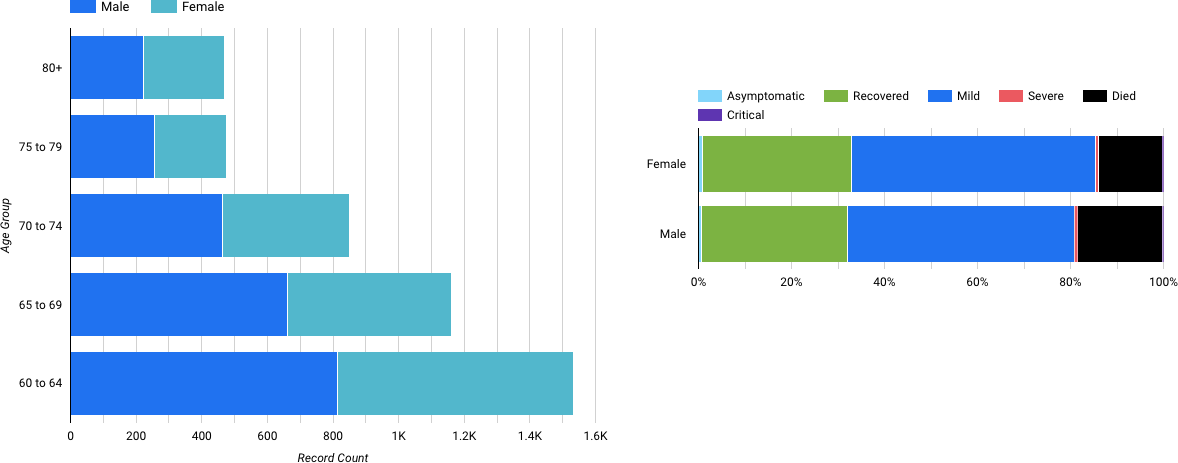 Male Female
80+
75 to 79
70 to 74
65 to 69
60 to 64
Age Group
0 200 400 600 800 1K 1.2K 1.4K 1.6K
Record Count
Asymptomatic Recovered Mild Severe Died
Critical
Female
Male
0% 20% 40% 60% 80% 100%